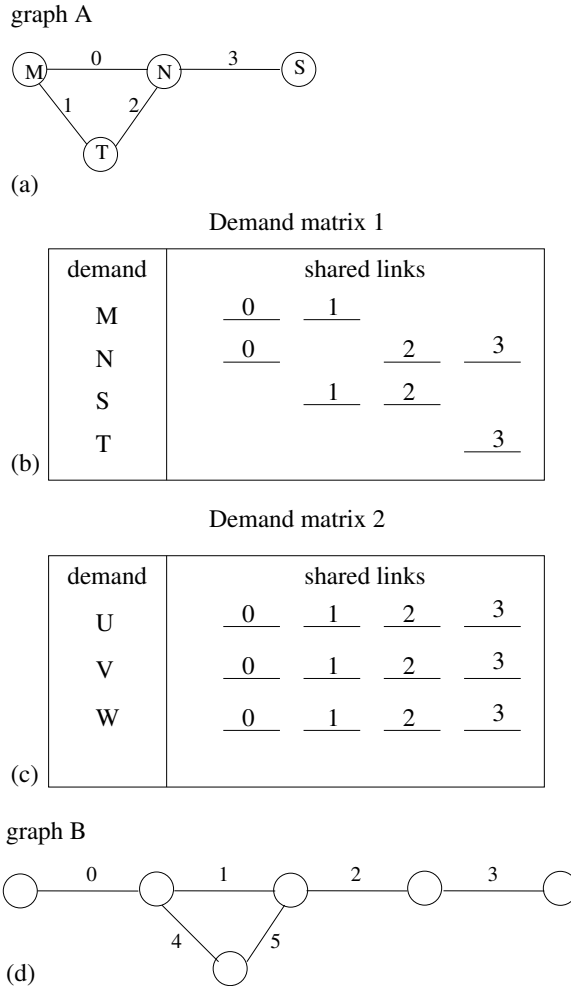 graph A
0 3
M N S
1 2
T
(a)
Demand matrix 1
demand shared links
M 0 1
N 0 2 3
S 1 2
T 3
(b)
Demand matrix 2
demand shared links
U 0 1 2 3
V 0 1 2 3
W 0 1 2 3
(c)
graph B
0 1 2 3
4 5
(d)